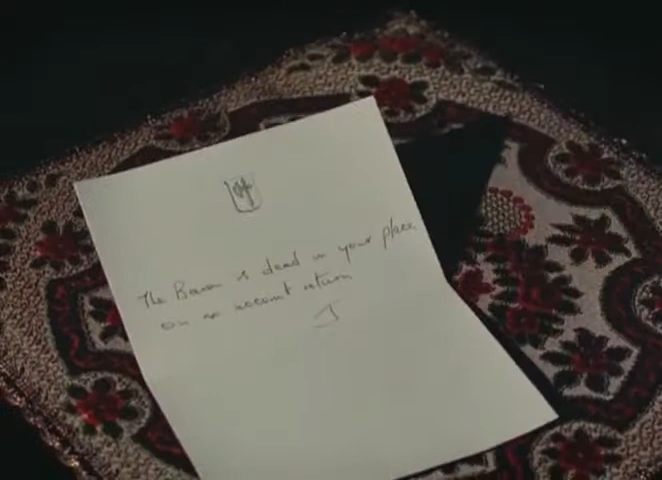 The Baron is dead in your place
on no account return
J